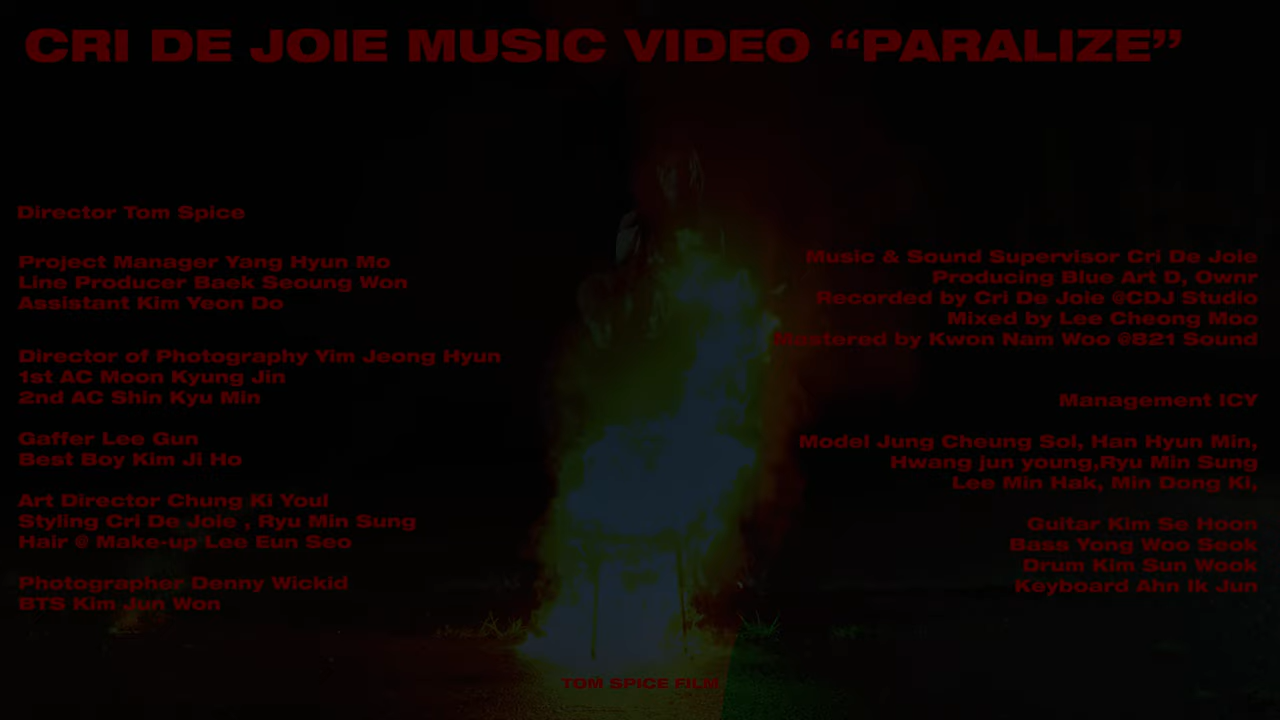 CRI DE JOIE MUSIC VIDEO “PARALIZE”
Director Tom Spice
Project Manager Yang Hyun Mo
Line Producer Baek Seoung Won
Assistant Kim Yeon Do
Director of Photography Yim Jeong Hyun
1st AC Moon Kyung Jin
2nd AC Shin Kyu Min
Gaffer Lee Gun
Best Boy Kim Ji Ho
Art Director Chung Ki Youl
Styling Cri De Joie , Ryu Min Sung
Hair @ Make-up Lee Eun Seo
Photographer Denny Wickid
BTS Kim Jun Won
Music & Sound Supervisor Cri De Joie
Producing Blue Art D, Ownr
Recorded by Cri De Joie @CDJ Studio
Mixed by Lee Cheong Moo
Mastered by Kwon Nam Woo @821 Sound
Management ICY
Model Jung Cheung Sol, Han Hyun Min,
Hwang jun young,Ryu Min Sung
Lee Min Hak, Min Dong Ki,
Guitar Kim Se Hoon
Bass Yong Woo Seok
Drum Kim Sun Wook
Keyboard Ahn Ik Jun
TOM SPICE FILM